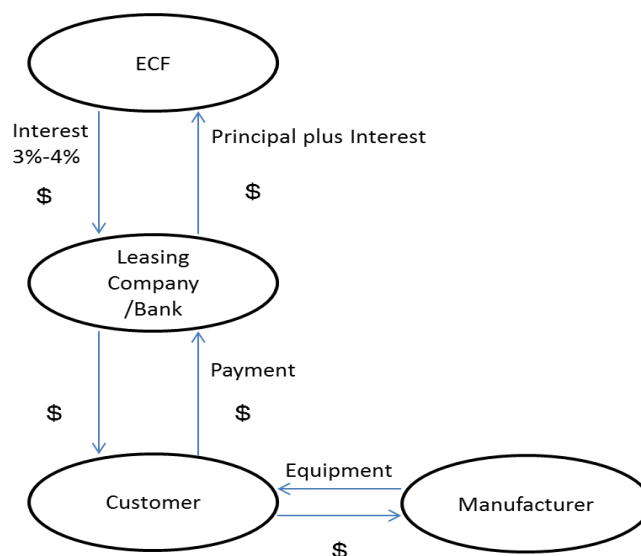 ECF
Interest
3%-4%
Principal plus Interest
$
$
Leasing
Company
/Bank
Payment
$
$
Equipment
Customer
Manufacturer
$